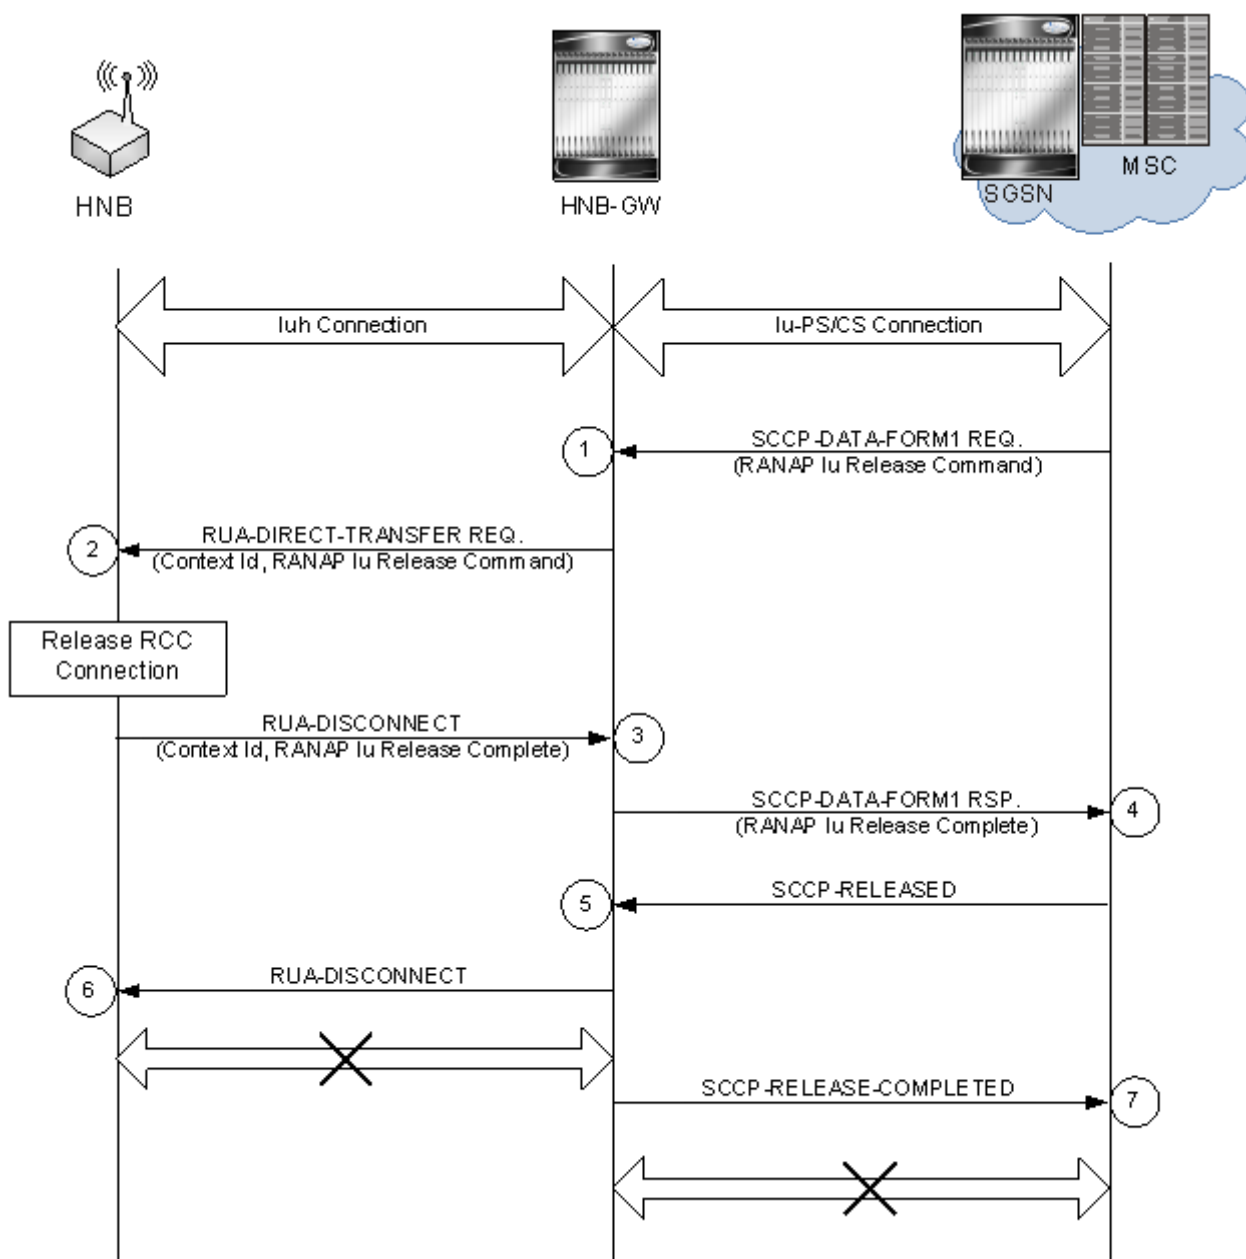 HNB
HNB-GW
SGSN
MSC
Iuh Connection
Iu-PS/CS Connection
1
SCCP-DATA-FORM1 REQ.
(RANAP Iu Release Command)
2
RUA-DIRECT-TRANSFER REQ.
(Context Id, RANAP Iu Release Command)
Release RCC
Connection
RUA-DISCONNECT
(Context Id, RANAP Iu Release Complete)
3
SCCP-DATA-FORM1 RSP.
(RANAP Iu Release Complete)
4
5
SCCP-RELEASED
6
RUA-DISCONNECT
SCCP-RELEASE-COMPLETED
7